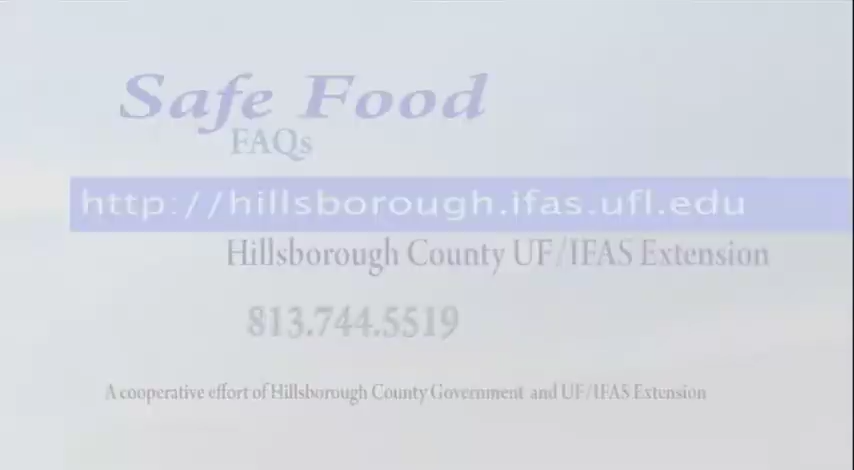 Safe Food
FAQs
http://hillsborough.ifas.ufl.edu
Hillsborough County UF/IFAS Extension
813.744.5519
A cooperative effort of Hillsborough County Government and UF/IFAS Extension